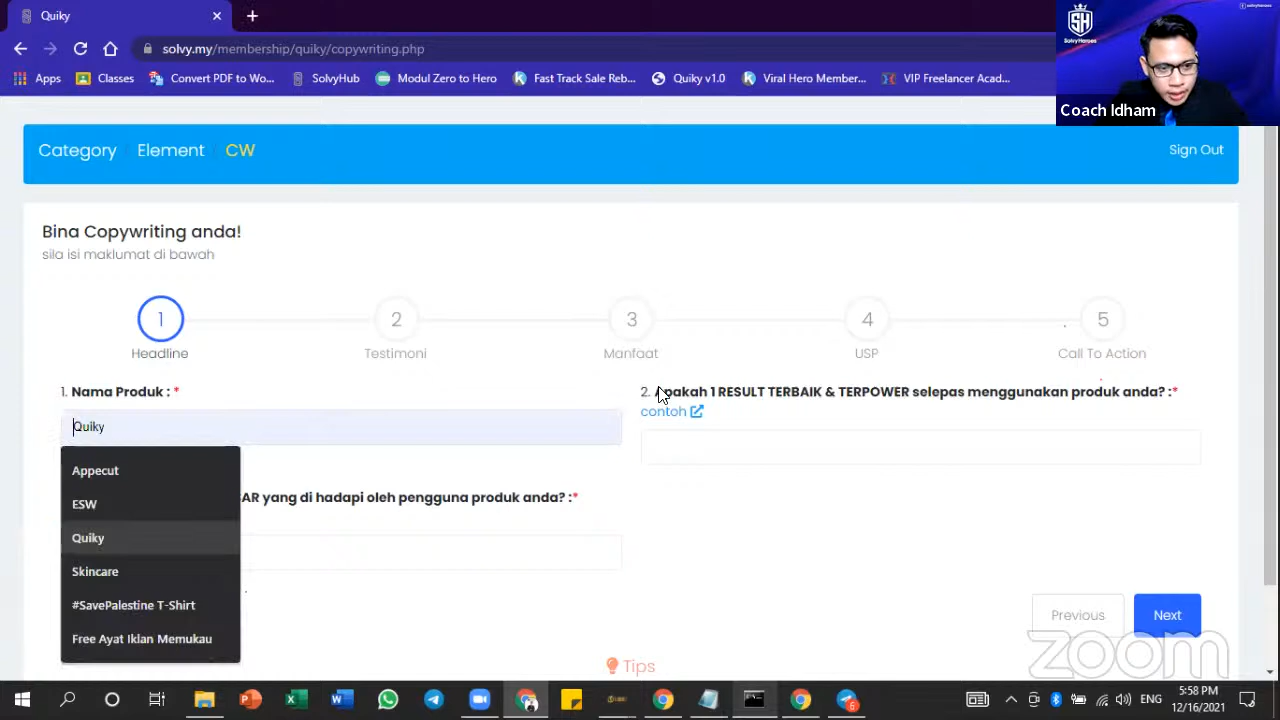 Quiky
solvy.my/membership/quiky/copywriting.php
Apps
Classes
Convert PDF to Wo...
SolvyHub
Modul Zero to Hero
Fast Track Sale Reb...
Quiky v1.0
Viral Hero Member...
VIP Freelancer Acad...
SH
SolvyHeroes
solvyheroes
Coach Idham
Category
Element
CW
Sign Out
Bina Copywriting anda!
sila isi maklumat di bawah
1
2
3
4
5
Headline
Testimoni
Manfaat
USP
Call To Action
1. Nama Produk : *
Quiky
2. Apakah 1 RESULT TERBAIK & TERPOWER selepas menggunakan produk anda? :*
contoh
Appecut
ESW
Quiky
Skincare
#SavePalestine T-Shirt
Free Ayat Iklan Memukau
AR yang di hadapi oleh pengguna produk anda? :*
Previous
Next
Tips
zoom
ENG
5:58 PM
12/16/2021